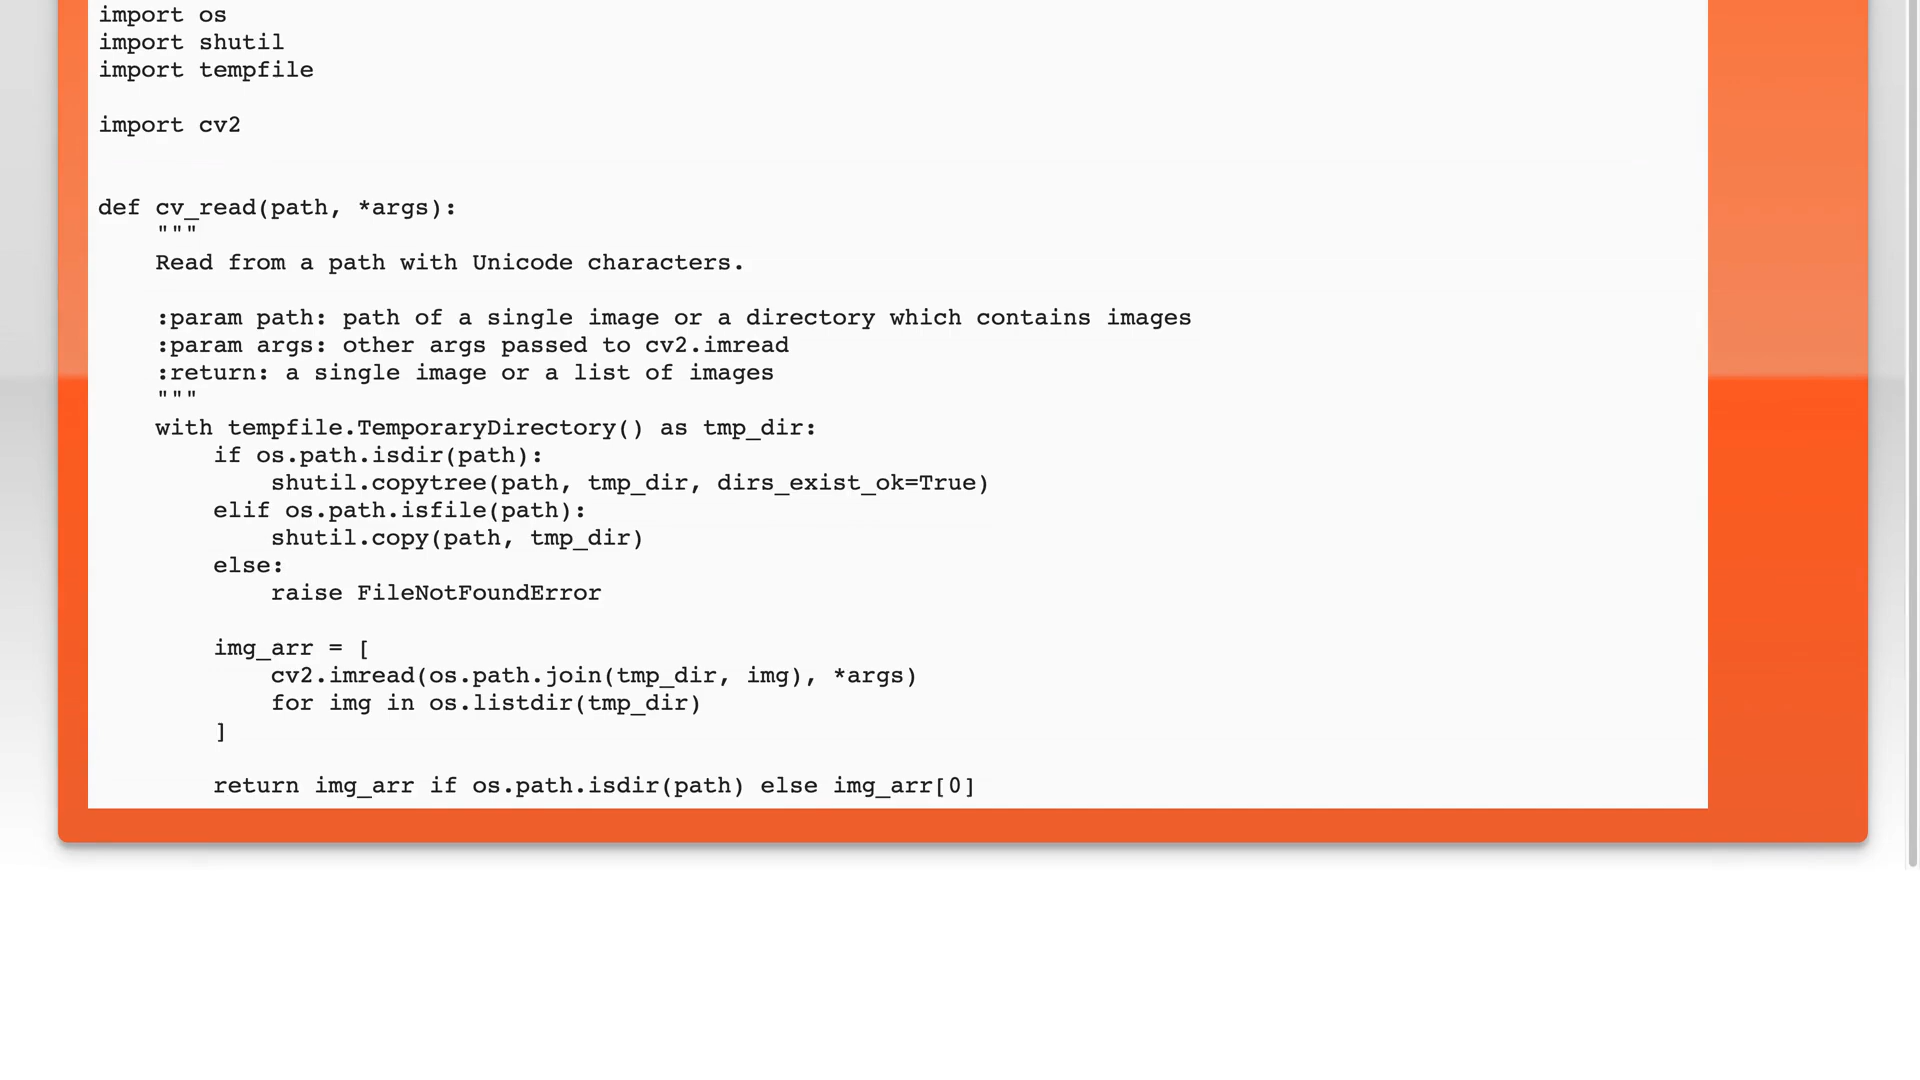 import os
import shutil
import tempfile
import cv2
def cv_read(path, *args):
"""
Read from a path with Unicode characters.
:param path: path of a single image or a directory which contains images
:param args: other args passed to cv2.imread
:return: a single image or a list of images
"""
with tempfile.TemporaryDirectory() as tmp_dir:
if os.path.isdir(path):
shutil.copytree(path, tmp_dir, dirs_exist_ok=True)
elif os.path.isfile(path):
shutil.copy(path, tmp_dir)
else:
raise FileNotFoundError
img_arr = [
cv2.imread(os.path.join(tmp_dir, img), *args)
for img in os.listdir(tmp_dir)
]
return img_arr if os.path.isdir(path) else img_arr[0]